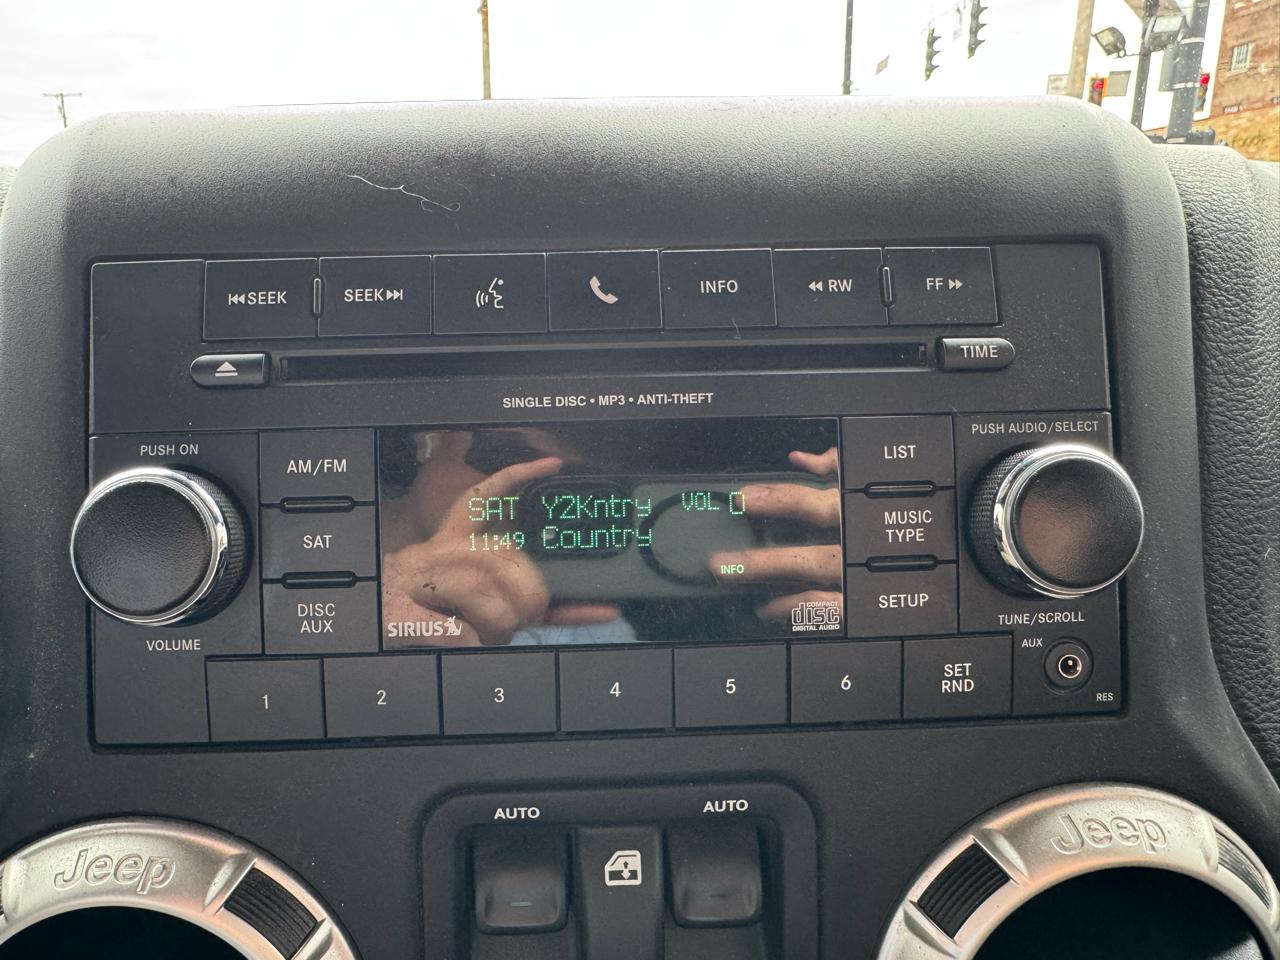 SEEK
SEEK
INFO
RW
FF
TIME
SINGLE DISC • MP3 • ANTI-THEFT
PUSH ON
AM/FM
SAT
DISC
AUX
VOLUME
SAT Y2Kntry VOL 0
11:49 Country
INFO
SIRIUS
COMPACT
disc
DIGITAL AUDIO
LIST
MUSIC
TYPE
SETUP
PUSH AUDIO/SELECT
TUNE/SCROLL
AUX
RES
1
2
3
4
5
6
SET
RND
AUTO
AUTO
Jeep
Jeep